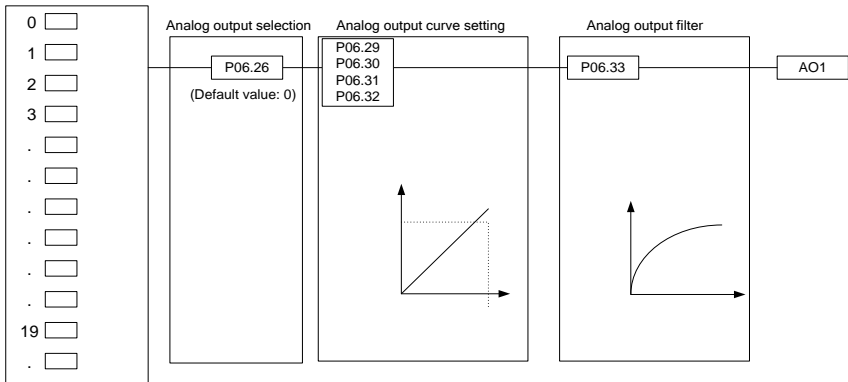 0
1
2
3
.
.
.
.
.
.
19
.
Analog output selection
P06.26
(Default value: 0)
Analog output curve setting
P06.29
P06.30
P06.31
P06.32
Analog output filter
P06.33
AO1